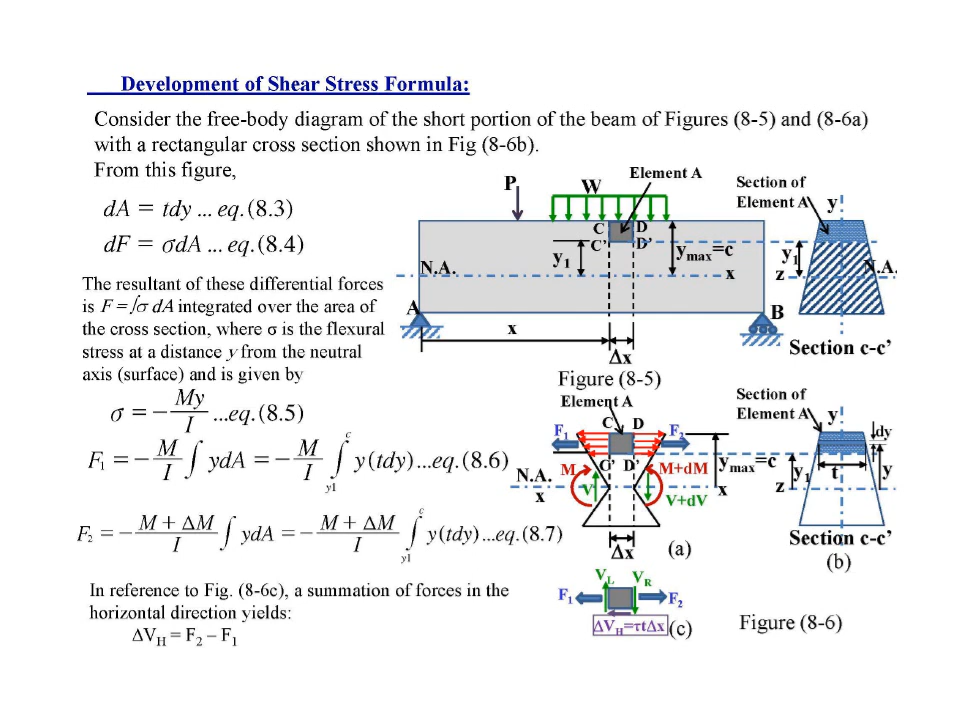 Development of Shear Stress Formula:
Consider the free-body diagram of the short portion of the beam of Figures (8-5) and (8-6a)
with a rectangular cross section shown in Fig (8-6b).
From this figure,
dA = tdy ... eq.(8.3)
dF = σdA ... eq.(8.4)
The resultant of these differential forces
is F = ∫σ dA integrated over the area of
the cross section, where σ is the flexural
stress at a distance y from the neutral
axis (surface) and is given by
σ = − My/I ...eq.(8.5)
F₁ = − M/I ∫ ydA = − M/I ∫_{y1}^{c} y(tdy)...eq.(8.6)
F₂ = − M + ΔM/I ∫ ydA = − M + ΔM/I ∫_{y1}^{c} y(tdy)...eq.(8.7)
In reference to Fig. (8-6c), a summation of forces in the
horizontal direction yields:
ΔV_H = F₂ – F₁
P
W
Element A
C
D
C'
D'
y₁
y_max=c
x
N.A.
A
B
x
Δx
Figure (8-5)
Section of
Element A
y
y₁
z
N.A.
Section c-c’
Element A
C
D
F₁
F₂
M
C'
D'
M+dM
y_max=c
N.A.
x
V
V+dV
x
Δx
(a)
Section of
Element A
y
dy
y₁
t
y
z
Section c-c’
(b)
V_L
V_R
F₁
F₂
ΔV_H=τtΔx
(c)
Figure (8-6)